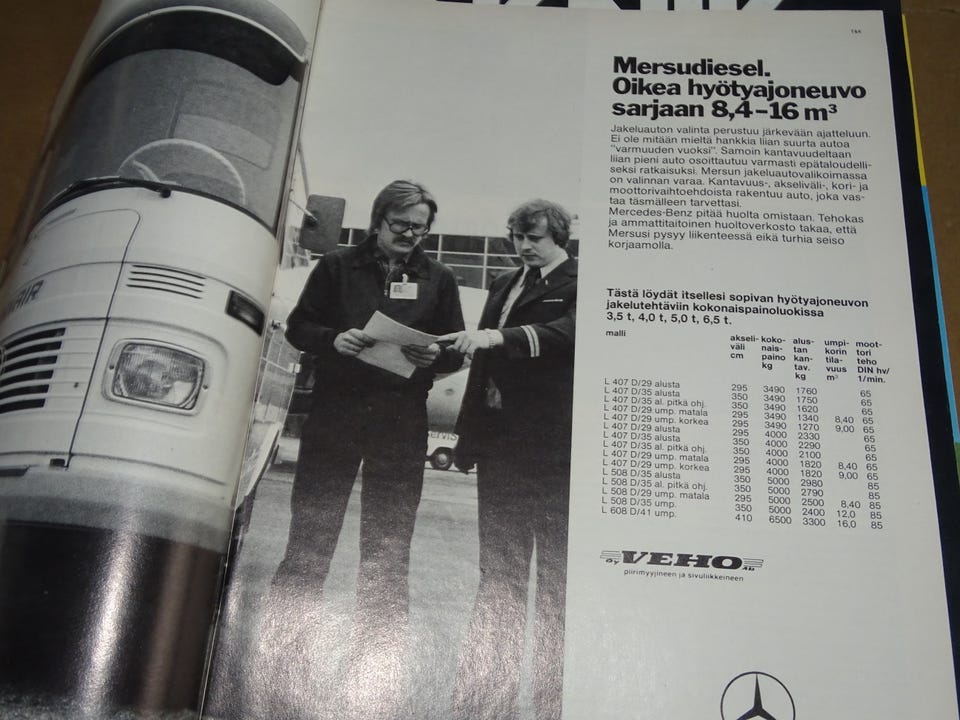 Mersudiesel.
Oikea hyötyajoneuvo
sarjaan 8,4–16 m³
Jakeluauton valinta perustuu järkevään ajatteluun.
Ei ole mitään mieltä hankkia liian suurta autoa
"varmuuden vuoksi". Samoin kantavuudeltaan
liian pieni auto osoittautuu varmasti epätaloudelli-
seksi ratkaisuksi. Mersun jakeluautovalikoimassa
on valinnan varaa. Kantavuus-, akseliväli-, kori- ja
moottorivaihtoehdoista rakentuu auto, joka vas-
taa täsmälleen tarvettasi.
Mercedes-Benz pitää huolta omistaan. Tehokas
ja ammattitaitoinen huoltoverkosto takaa, että
Mersusi pysyy liikenteessä eikä turhia seiso
korjaamolla.
Tästä löydät itsellesi sopivan hyötyajoneuvon
jakelutehtäviin kokonaispainoluokissa
3,5 t, 4,0 t, 5,0 t, 6,5 t.
malli akseli- koko- alus- umpi- moot-
väli nais- tan korin tori
cm paino kan- tila- teho
kg tav. vuus DIN hv/
kg m³ 1/min.
L 407 D/29 alusta 295 3490 1760 65
L 407 D/35 alusta 350 3490 1750 65
L 407 D/35 al. pitkä ohj. 350 3490 1620 65
L 407 D/29 ump. matala 295 3490 1340 8,40 65
L 407 D/29 ump. korkea 295 3490 1270 9,00 65
L 407 D/29 alusta 295 4000 2330 65
L 407 D/35 alusta 350 4000 2290 65
L 407 D/35 al. pitkä ohj. 350 4000 2100 65
L 407 D/29 ump. matala 295 4000 1820 8,40 65
L 407 D/29 ump. korkea 295 4000 1820 9,00 65
L 508 D/35 alusta 350 5000 2980 85
L 508 D/35 al. pitkä ohj. 350 5000 2790 85
L 508 D/29 ump. matala 295 5000 2500 8,40 85
L 508 D/35 ump. 350 5000 2400 12,0 85
L 608 D/41 ump. 410 6500 3300 16,0 85
Oy VEHO AB
piirimyyjineen ja sivuliikkeineen